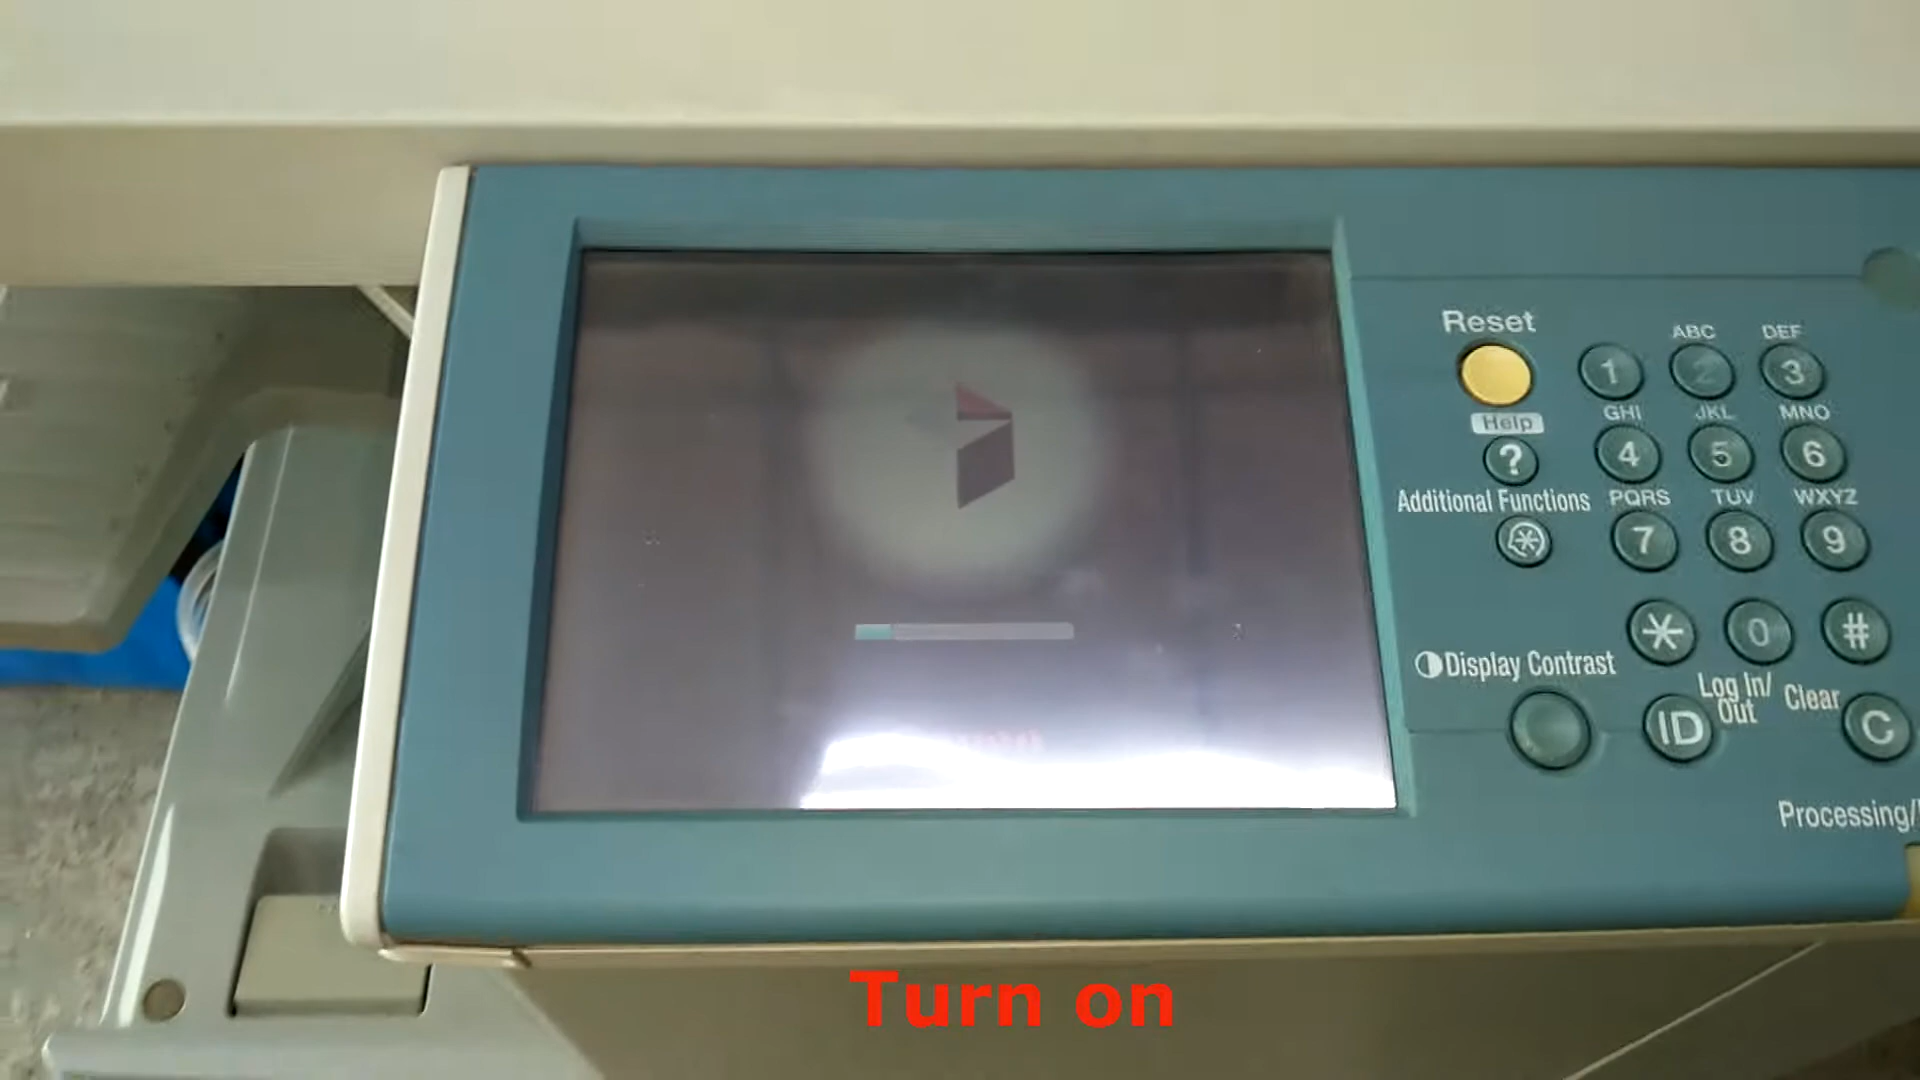 Reset
Help
?
Additional Functions
Display Contrast
1
ABC
2
DEF
3
GHI
4
JKL
5
MNO
6
PQRS
7
TUV
8
WXYZ
9
*
0
#
ID
Log In/
Out
Clear
C
Processing/
Turn on